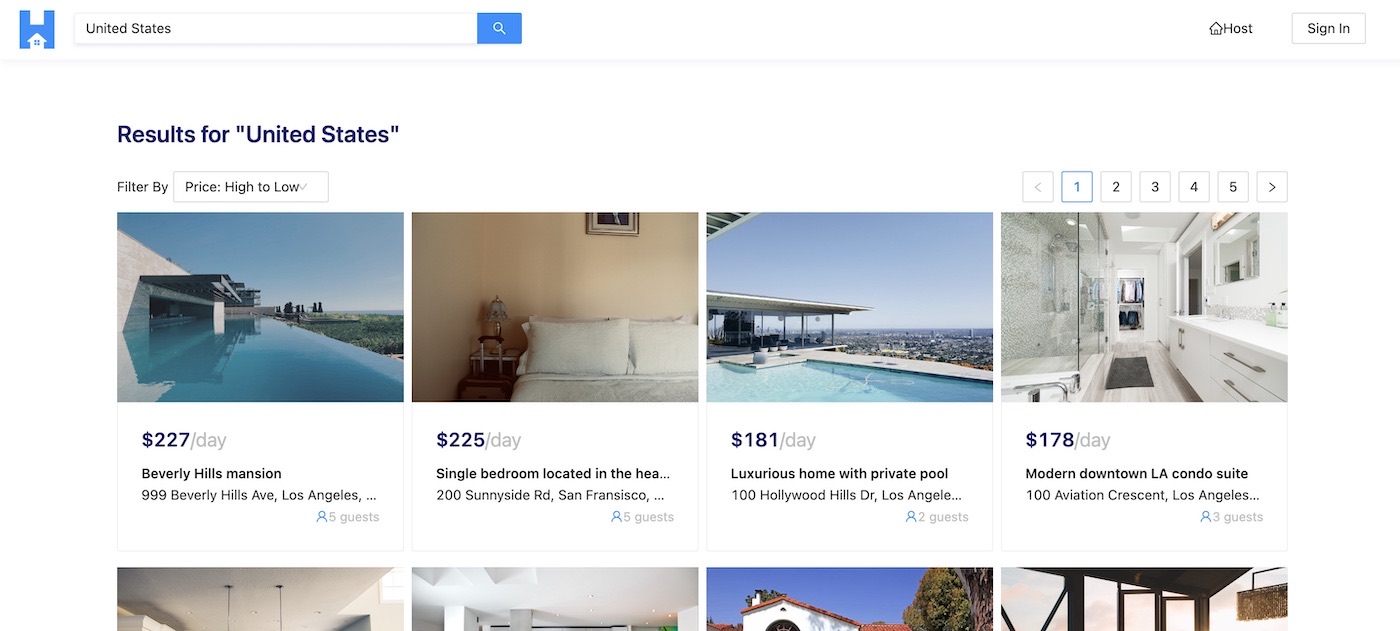 United States
Host
Sign In
Results for "United States"
Filter By
Price: High to Low
1
2
3
4
5
$227/day
Beverly Hills mansion
999 Beverly Hills Ave, Los Angeles, ...
5 guests
$225/day
Single bedroom located in the hea...
200 Sunnyside Rd, San Fransisco, ...
5 guests
$181/day
Luxurious home with private pool
100 Hollywood Hills Dr, Los Angele...
2 guests
$178/day
Modern downtown LA condo suite
100 Aviation Crescent, Los Angeles...
3 guests